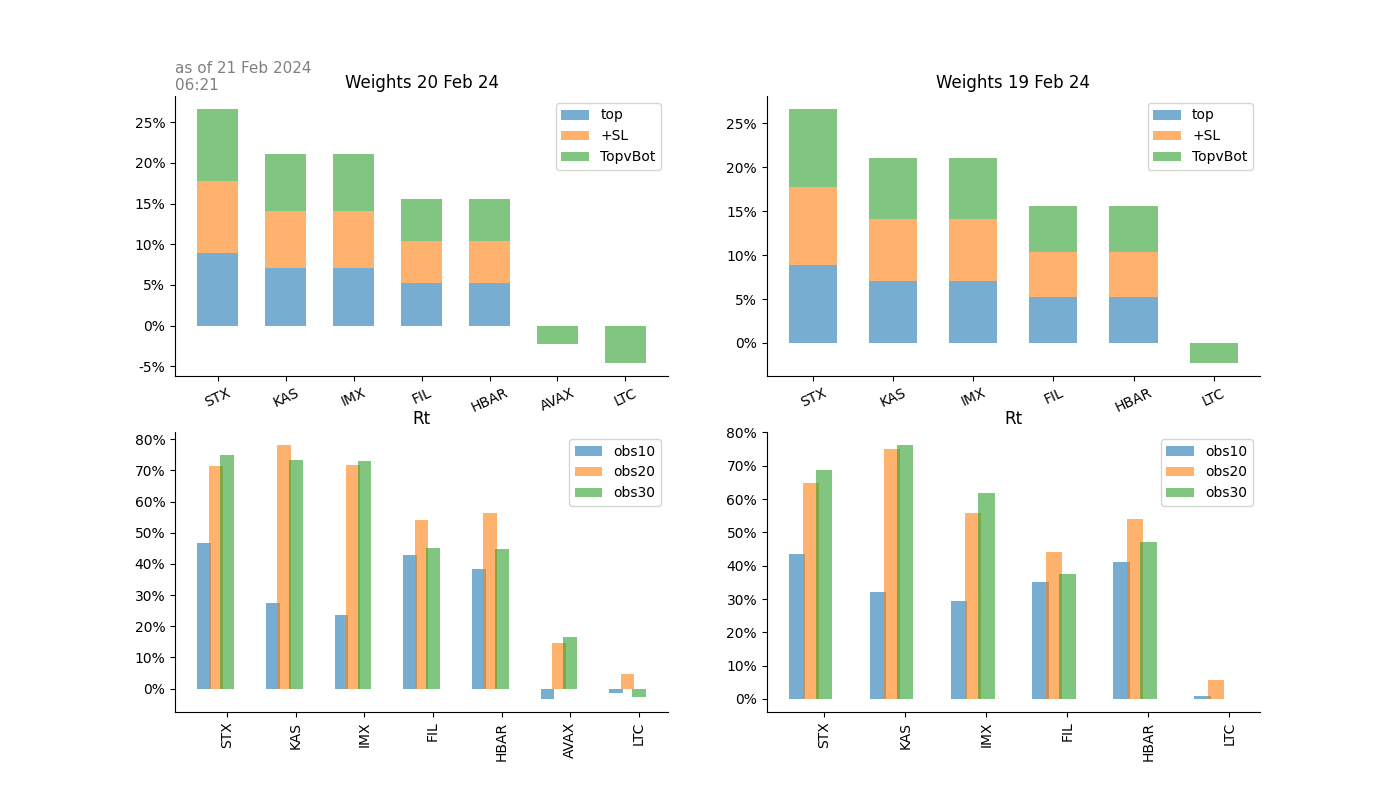 as of 21 Feb 2024
06:21
Weights 20 Feb 24
25%
20%
15%
10%
5%
0%
-5%
top
+SL
TopvBot
STX
KAS
IMX
FIL
HBAR
AVAX
LTC
Weights 19 Feb 24
25%
20%
15%
10%
5%
0%
top
+SL
TopvBot
STX
KAS
IMX
FIL
HBAR
LTC
Rt
80%
70%
60%
50%
40%
30%
20%
10%
0%
obs10
obs20
obs30
STX
KAS
IMX
FIL
HBAR
AVAX
LTC
Rt
80%
70%
60%
50%
40%
30%
20%
10%
0%
obs10
obs20
obs30
STX
KAS
IMX
FIL
HBAR
LTC